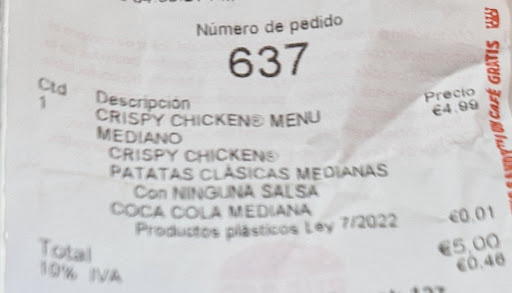 Número de pedido
637
Ctd Descripción Precio
1 CRISPY CHICKEN® MENU €4.99
MEDIANO
CRISPY CHICKEN®
PATATAS CLÁSICAS MEDIANAS
Con NINGUNA SALSA
COCA COLA MEDIANA
Productos plásticos Ley 7/2022 €0.01
Total €5.00
10% IVA €0.46
CAFÉ GRATIS